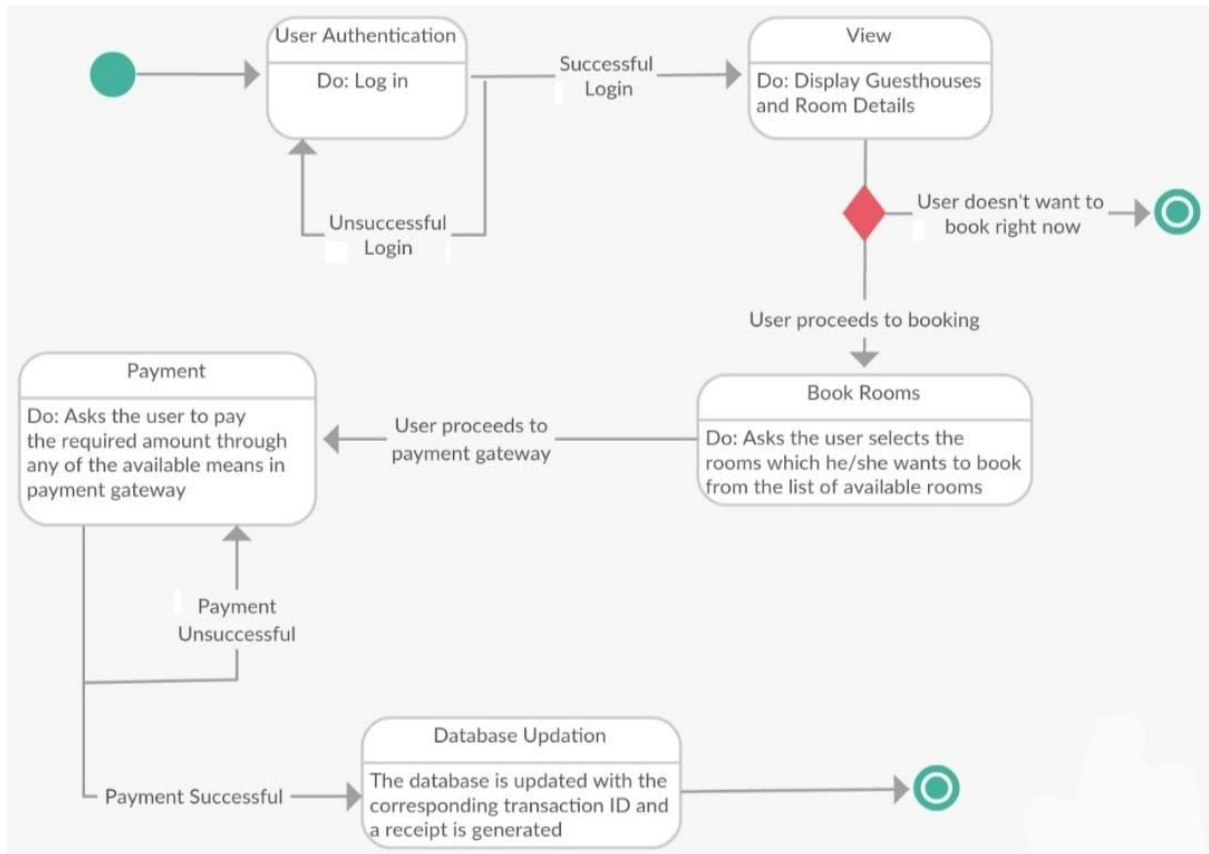 User Authentication
Do: Log in
Successful
Login
View
Do: Display Guesthouses
and Room Details
Unsuccessful
Login
User doesn't want to
book right now
User proceeds to booking
Payment
Do: Asks the user to pay
the required amount through
any of the available means in
payment gateway
User proceeds to
payment gateway
Book Rooms
Do: Asks the user selects the
rooms which he/she wants to book
from the list of available rooms
Payment
Unsuccessful
Payment Successful
Database Updation
The database is updated with the
corresponding transaction ID and
a receipt is generated